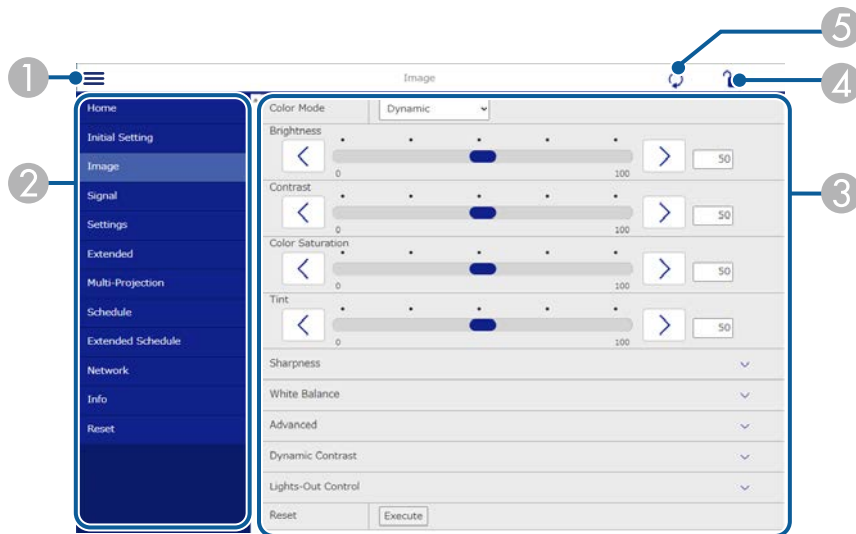 5
1
Image
4
Home
Color Mode
Dynamic
Initial Setting
Brightness
50
0
100
Image
2
Contrast
50
0
100
3
Signal
Settings
Color Saturation
50
0
100
Extended
Multi-Projection
Tint
50
0
100
Schedule
Extended Schedule
Sharpness
Network
White Balance
Info
Advanced
Reset
Dynamic Contrast
Lights-Out Control
Reset
Execute